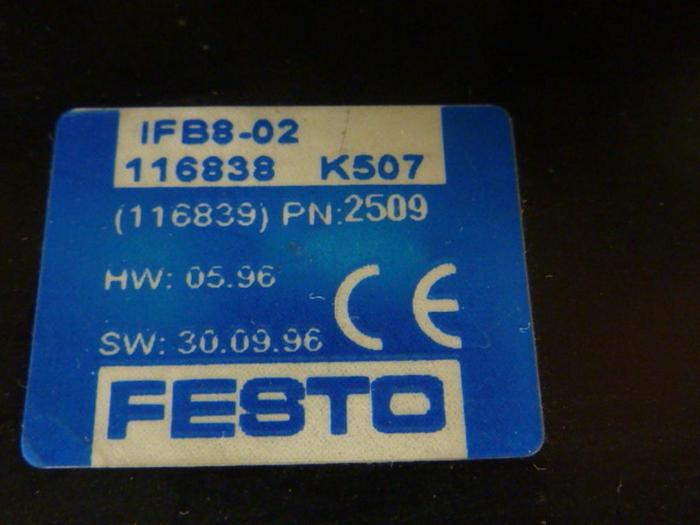 IFB8-02
116838 K507
(116839) PN:2509
HW: 05.96
SW: 30.09.96
CE
FESTO